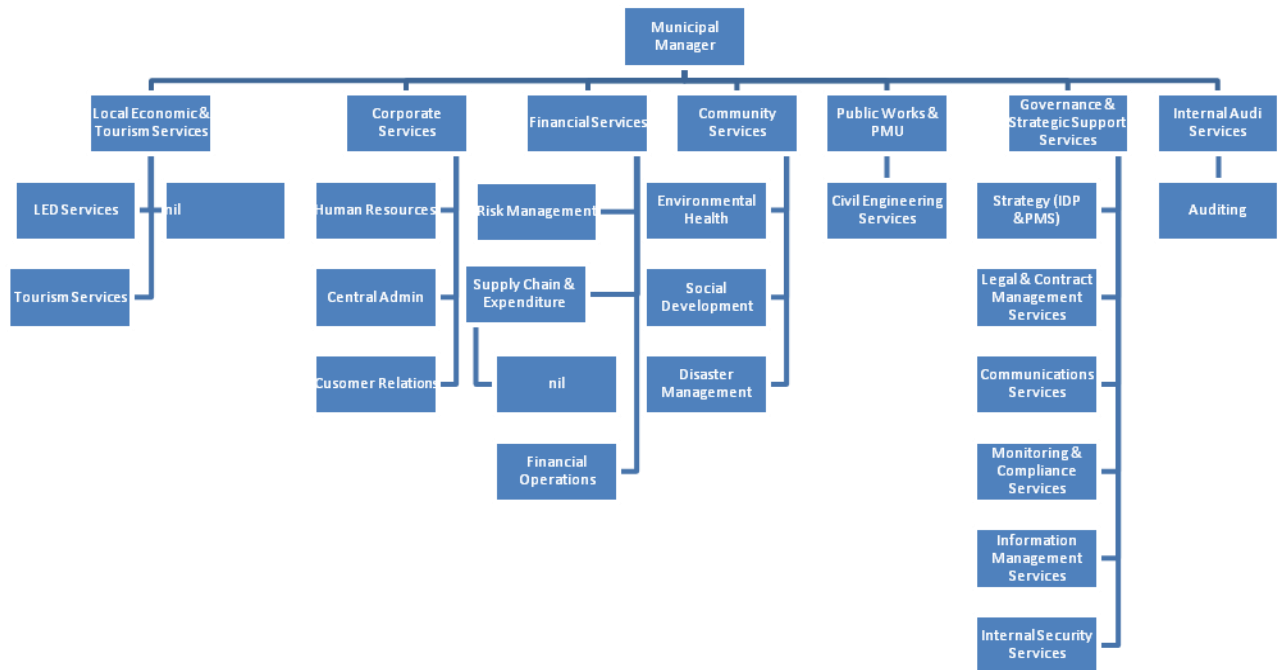 Municipal
Manager
Local Economic &
Tourism Services
Corporate
Services
Financial Services
Community
Services
Public Works &
PMU
Governance &
Strategic Support
Services
Internal Audi
Services
LED Services
nil
Tourism Services
Human Resources
Central Admin
Cusomer Relations
Risk Management
Supply Chain &
Expenditure
nil
Financial
Operations
Environmental
Health
Social
Development
Disaster
Management
Civil Engineering
Services
Strategy (IDP
&PMS)
Legal & Contract
Management
Services
Communications
Services
Monitoring &
Compliance
Services
Information
Management
Services
Internal Security
Services
Auditing